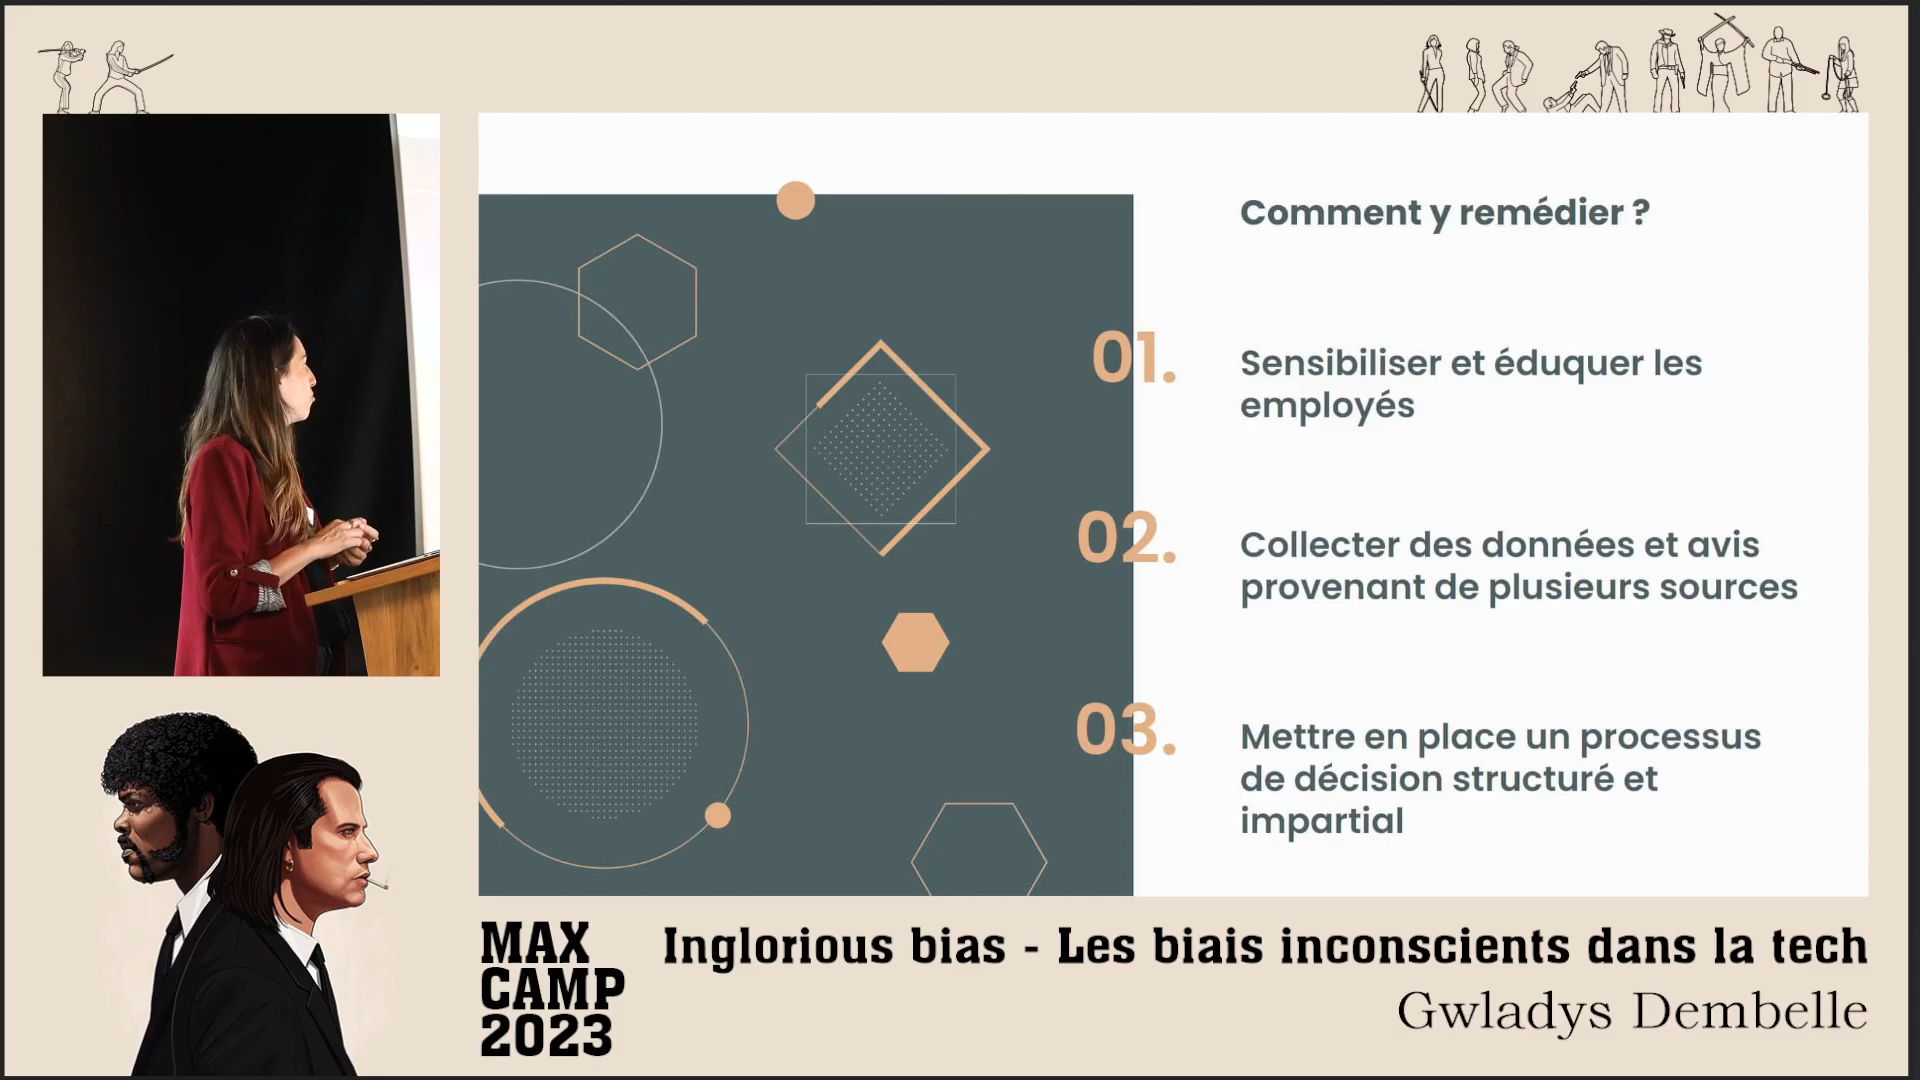 Comment y remédier ?
01.
Sensibiliser et éduquer les
employés
02.
Collecter des données et avis
provenant de plusieurs sources
03.
Mettre en place un processus
de décision structuré et
impartial
MAX
CAMP
2023
Inglorious bias - Les biais inconscients dans la tech
Gwladys Dembelle